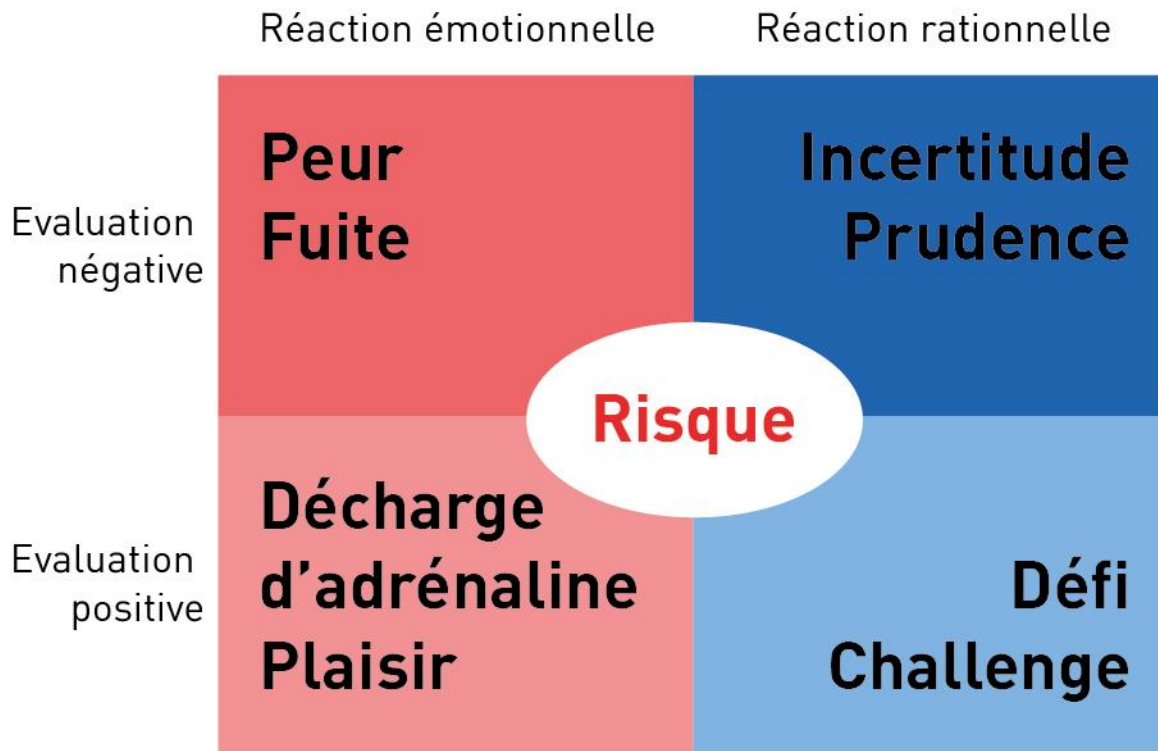 Réaction émotionnelle
Réaction rationnelle
Evaluation
négative
Peur
Fuite
Incertitude
Prudence
Risque
Evaluation
positive
Décharge
d’adrénaline
Plaisir
Défi
Challenge